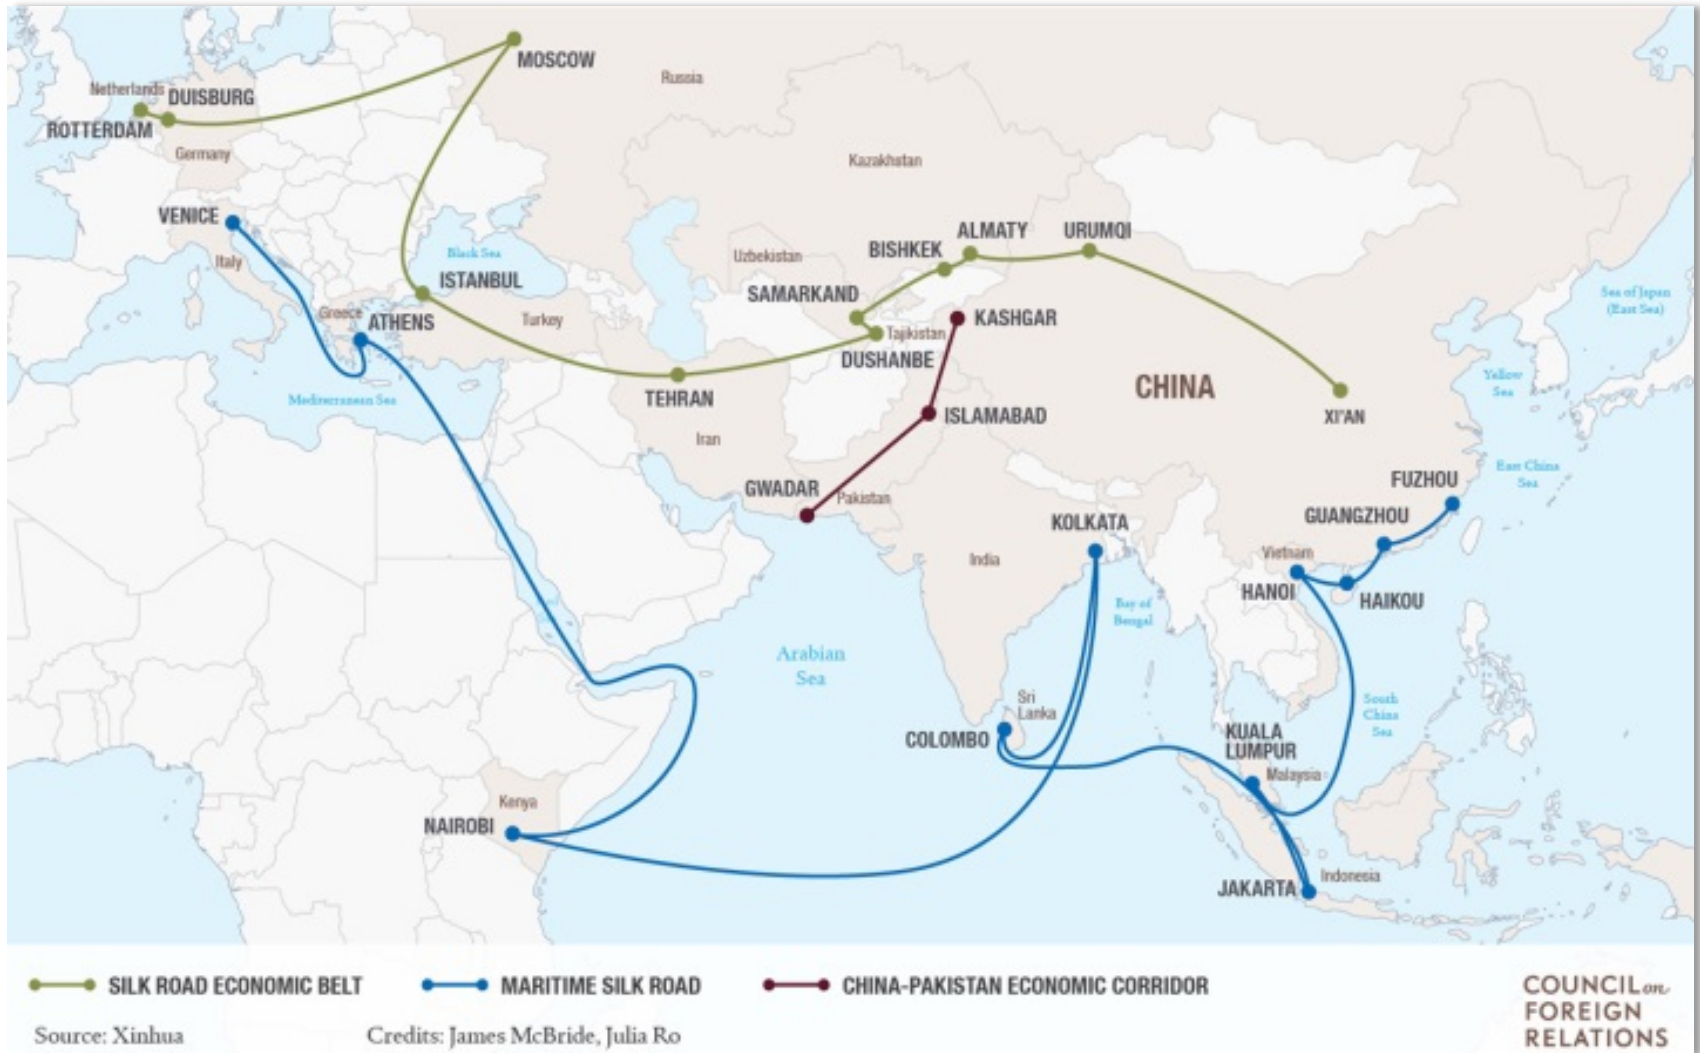 MOSCOW
Russia
Netherlands
DUISBURG
ROTTERDAM
Germany
Kazakhstan
VENICE
ALMATY
URUMQI
BISHKEK
Black Sea
Uzbekistan
Italy
ISTANBUL
SAMARKAND
Sea of Japan
(East Sea)
Greece
ATHENS
Turkey
KASHGAR
Tajikistan
DUSHANBE
CHINA
Yellow
Sea
Mediterranean Sea
TEHRAN
ISLAMABAD
XI'AN
Iran
East China
Sea
FUZHOU
GWADAR
Pakistan
GUANGZHOU
KOLKATA
India
Vietnam
HANOI
HAIKOU
Bay of
Bengal
Arabian
Sea
Sri
Lanka
South
China
Sea
COLOMBO
KUALA
LUMPUR
Malaysia
Kenya
NAIROBI
JAKARTA
Indonesia
SILK ROAD ECONOMIC BELT
MARITIME SILK ROAD
CHINA-PAKISTAN ECONOMIC CORRIDOR
Source: Xinhua
Credits: James McBride, Julia Ro
COUNCIL on
FOREIGN
RELATIONS